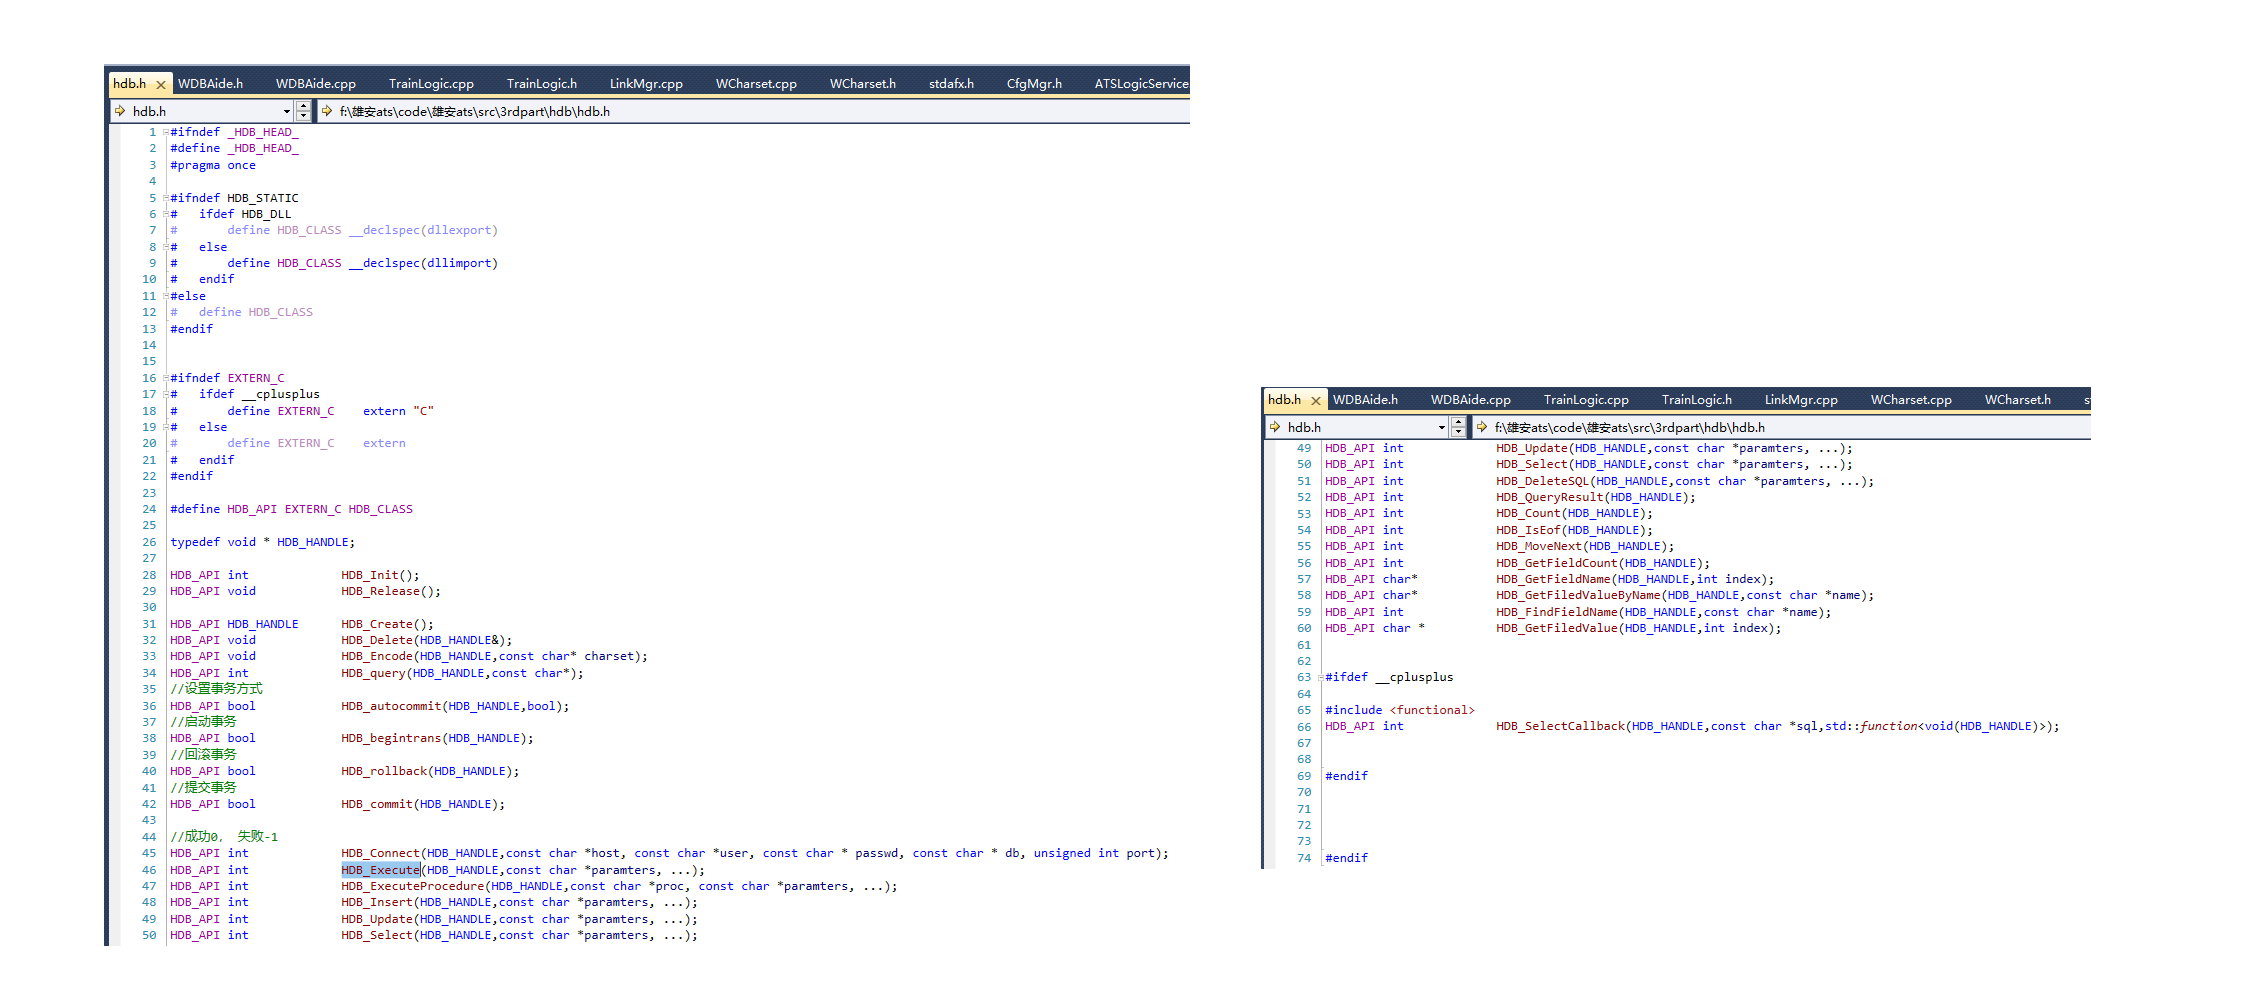 hdb.h WDBAide.h WDBAide.cpp TrainLogic.cpp TrainLogic.h LinkMgr.cpp WCharset.cpp WCharset.h stdafx.h CfgMgr.h ATSLogicService
hdb.h f:\雄安ats\code\雄安ats\src\3rdpart\hdb\hdb.h
1 #ifndef _HDB_HEAD_
2 #define _HDB_HEAD_
3 #pragma once
4
5 #ifndef HDB_STATIC
6 #   ifdef HDB_DLL
7 #       define HDB_CLASS __declspec(dllexport)
8 #   else
9 #       define HDB_CLASS __declspec(dllimport)
10 #   endif
11 #else
12 #   define HDB_CLASS
13 #endif
14
15
16 #ifndef EXTERN_C
17 #   ifdef __cplusplus
18 #       define EXTERN_C    extern "C"
19 #   else
20 #       define EXTERN_C    extern
21 #   endif
22 #endif
23
24 #define HDB_API EXTERN_C HDB_CLASS
25
26 typedef void * HDB_HANDLE;
27
28 HDB_API int             HDB_Init();
29 HDB_API void            HDB_Release();
30
31 HDB_API HDB_HANDLE      HDB_Create();
32 HDB_API void            HDB_Delete(HDB_HANDLE&);
33 HDB_API void            HDB_Encode(HDB_HANDLE,const char* charset);
34 HDB_API int             HDB_query(HDB_HANDLE,const char*);
35 //设置事务方式
36 HDB_API bool            HDB_autocommit(HDB_HANDLE,bool);
37 //启动事务
38 HDB_API bool            HDB_begintrans(HDB_HANDLE);
39 //回滚事务
40 HDB_API bool            HDB_rollback(HDB_HANDLE);
41 //提交事务
42 HDB_API bool            HDB_commit(HDB_HANDLE);
43
44 //成功0, 失败-1
45 HDB_API int             HDB_Connect(HDB_HANDLE,const char *host, const char *user, const char * passwd, const char * db, unsigned int port);
46 HDB_API int             HDB_Execute(HDB_HANDLE,const char *paramters, ...);
47 HDB_API int             HDB_ExecuteProcedure(HDB_HANDLE,const char *proc, const char *paramters, ...);
48 HDB_API int             HDB_Insert(HDB_HANDLE,const char *paramters, ...);
49 HDB_API int             HDB_Update(HDB_HANDLE,const char *paramters, ...);
50 HDB_API int             HDB_Select(HDB_HANDLE,const char *paramters, ...);
hdb.h WDBAide.h WDBAide.cpp TrainLogic.cpp TrainLogic.h LinkMgr.cpp WCharset.cpp WCharset.h
hdb.h f:\雄安ats\code\雄安ats\src\3rdpart\hdb\hdb.h
49 HDB_API int             HDB_Update(HDB_HANDLE,const char *paramters, ...);
50 HDB_API int             HDB_Select(HDB_HANDLE,const char *paramters, ...);
51 HDB_API int             HDB_DeleteSQL(HDB_HANDLE,const char *paramters, ...);
52 HDB_API int             HDB_QueryResult(HDB_HANDLE);
53 HDB_API int             HDB_Count(HDB_HANDLE);
54 HDB_API int             HDB_IsEof(HDB_HANDLE);
55 HDB_API int             HDB_MoveNext(HDB_HANDLE);
56 HDB_API int             HDB_GetFieldCount(HDB_HANDLE);
57 HDB_API char*           HDB_GetFieldName(HDB_HANDLE,int index);
58 HDB_API char*           HDB_GetFiledValueByName(HDB_HANDLE,const char *name);
59 HDB_API int             HDB_FindFieldName(HDB_HANDLE,const char *name);
60 HDB_API char *          HDB_GetFiledValue(HDB_HANDLE,int index);
61
62
63 #ifdef __cplusplus
64
65 #include <functional>
66 HDB_API int             HDB_SelectCallback(HDB_HANDLE,const char *sql,std::function<void(HDB_HANDLE)>);
67
68
69 #endif
70
71
72
73
74 #endif